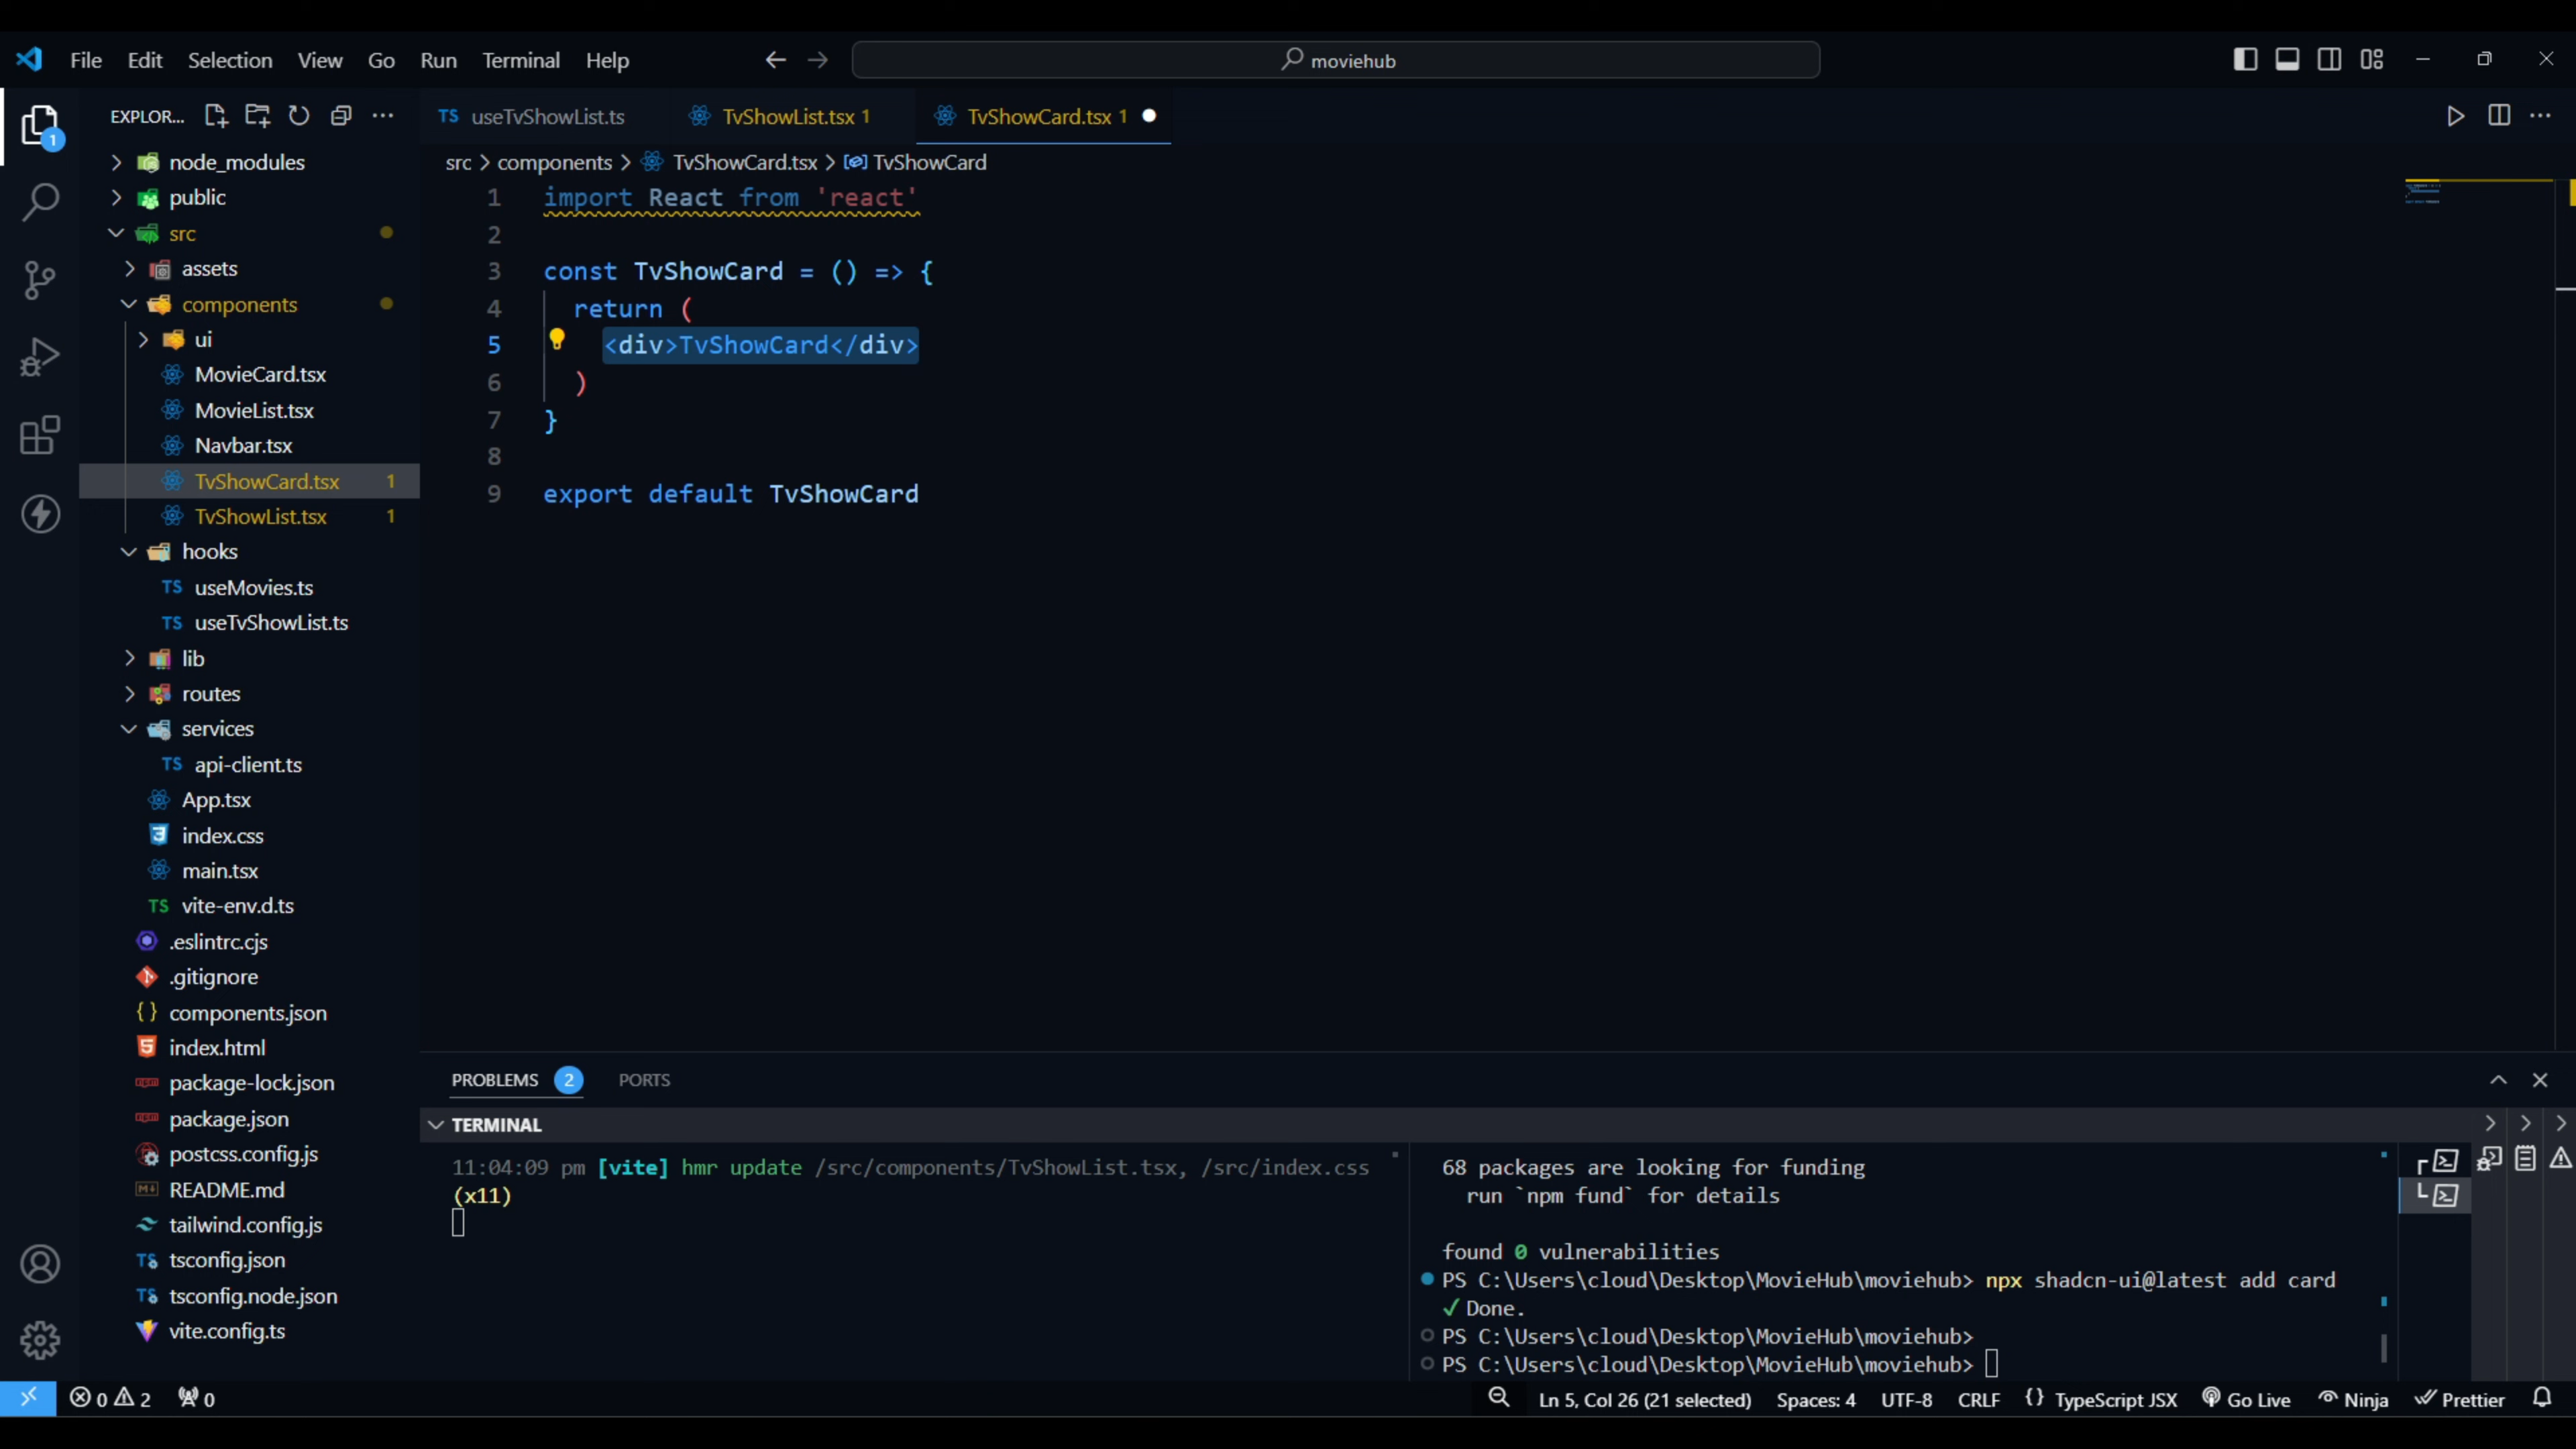 File Edit Selection View Go Run Terminal Help
moviehub
EXPLOR...
node_modules
public
src
assets
components
ui
MovieCard.tsx
MovieList.tsx
Navbar.tsx
TvShowCard.tsx 1
TvShowList.tsx 1
hooks
TS useMovies.ts
TS useTvShowList.ts
lib
routes
services
TS api-client.ts
App.tsx
index.css
main.tsx
TS vite-env.d.ts
.eslintrc.cjs
.gitignore
components.json
index.html
package-lock.json
package.json
postcss.config.js
README.md
tailwind.config.js
tsconfig.json
tsconfig.node.json
vite.config.ts
1
TS useTvShowList.ts TvShowList.tsx 1 TvShowCard.tsx 1
src > components > TvShowCard.tsx > TvShowCard
1 import React from 'react'
2
3 const TvShowCard = () => {
4 return (
5 <div>TvShowCard</div>
6 )
7 }
8
9 export default TvShowCard
PROBLEMS 2 PORTS
TERMINAL
11:04:09 pm [vite] hmr update /src/components/TvShowList.tsx, /src/index.css
(x11)
68 packages are looking for funding
run `npm fund` for details
found 0 vulnerabilities
PS C:\Users\cloud\Desktop\MovieHub\moviehub> npx shadcn-ui@latest add card
✓ Done.
PS C:\Users\cloud\Desktop\MovieHub\moviehub>
PS C:\Users\cloud\Desktop\MovieHub\moviehub>
0 2 0 Ln 5, Col 26 (21 selected) Spaces: 4 UTF-8 CRLF {} TypeScript JSX Go Live Ninja Prettier